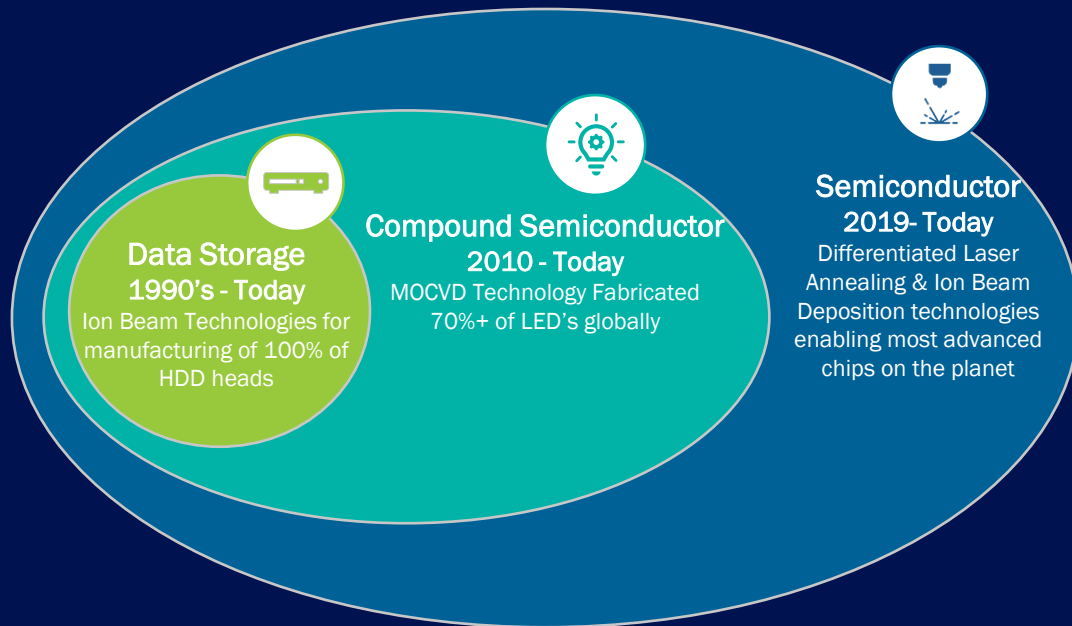 Data Storage
1990's - Today
Ion Beam Technologies for
manufacturing of 100% of
HDD heads
Compound Semiconductor
2010 - Today
MOCVD Technology Fabricated
70%+ of LED's globally
Semiconductor
2019- Today
Differentiated Laser
Annealing & Ion Beam
Deposition technologies
enabling most advanced
chips on the planet